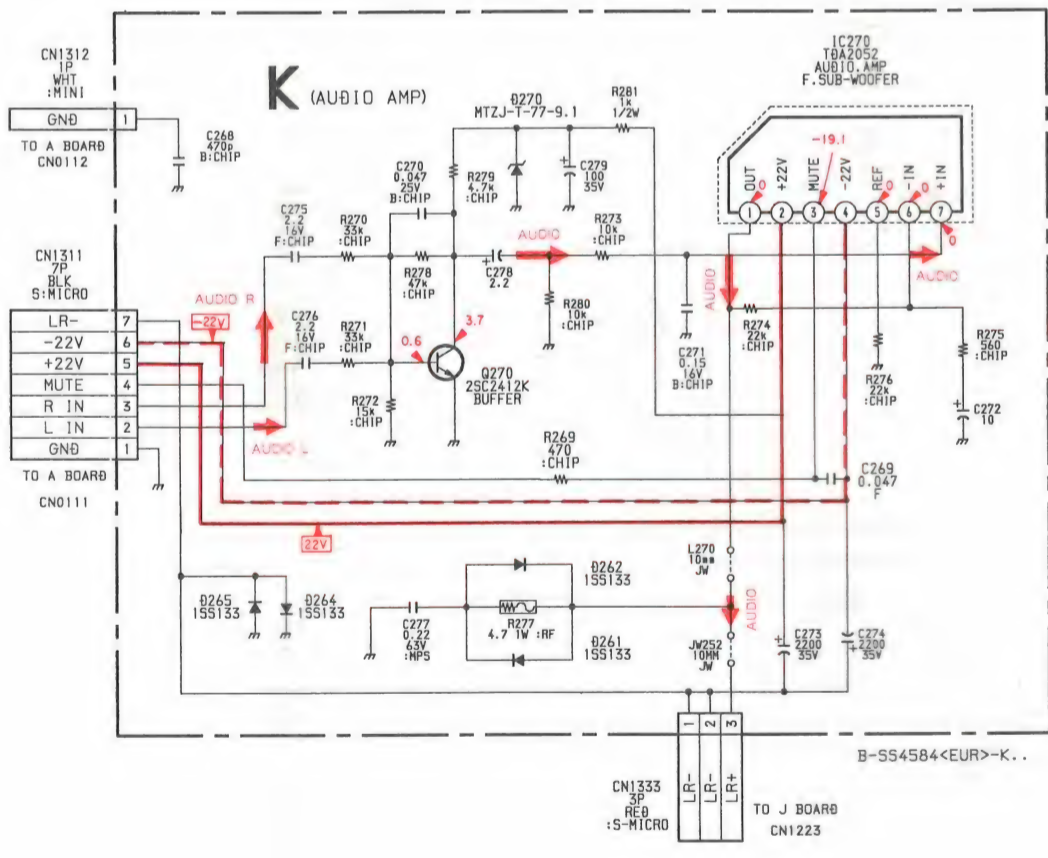 K (AUDIO AMP)
CN1312
1P
WHT
:MINI
GND 1
TO A BOARD
CN0112
C268
470p
B:CHIP
CN1311
7P
BLK
S:MICRO
LR- 7
-22V 6
+22V 5
MUTE 4
R IN 3
L IN 2
GND 1
TO A BOARD
CN0111
AUDIO R
-22V
AUDIO L
22V
C275
2.2
16V
F:CHIP
R270
33k
:CHIP
C276
2.2
16V
F:CHIP
R271
33k
:CHIP
R272
15k
:CHIP
C270
0.047
25V
B:CHIP
R279
4.7k
:CHIP
R278
47k
:CHIP
D270
MTZJ-T-77-9.1
C279
100
35V
R281
1k
1/2W
AUDIO
C278
2.2
R273
10k
:CHIP
R280
10k
:CHIP
3.7
0.6
Q270
2SC2412K
BUFFER
C271
0.15
16V
B:CHIP
AUDIO
R274
22k
:CHIP
IC270
TDA2052
AUDIO.AMP
F.SUB-WOOFER
-19.1
OUT +22V MUTE -22V REF -IN +IN
0 0 0 0
1 2 3 4 5 6 7
AUDIO
R276
22k
:CHIP
R275
560
:CHIP
C272
10
R269
470
:CHIP
C269
0.047
F
D265
1SS133
D264
1SS133
D262
1SS133
R277
4.7 1W :RF
C277
0.22
63V
:MPS
D261
1SS133
L270
10mm
JW
AUDIO
JW252
10MM
JW
C273
2200
35V
C274
2200
35V
1 2 3
LR- LR- LR+
CN1333
3P
RED
:S-MICRO
TO J BOARD
CN1223
B-SS4584<EUR>-K..